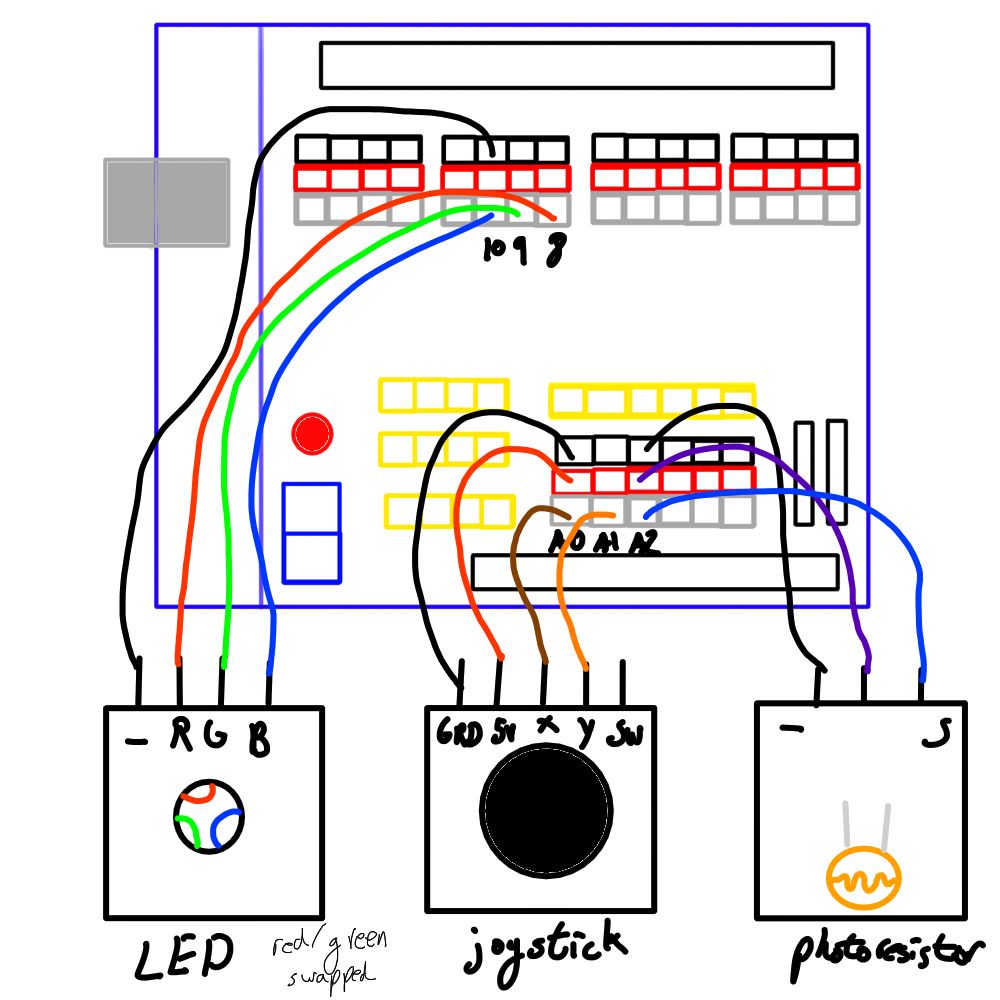 10 9 8
A0 A1 A2
- R G B
GRD 5V X Y SW
- S
LED
red/green
swapped
joystick
photoresistor